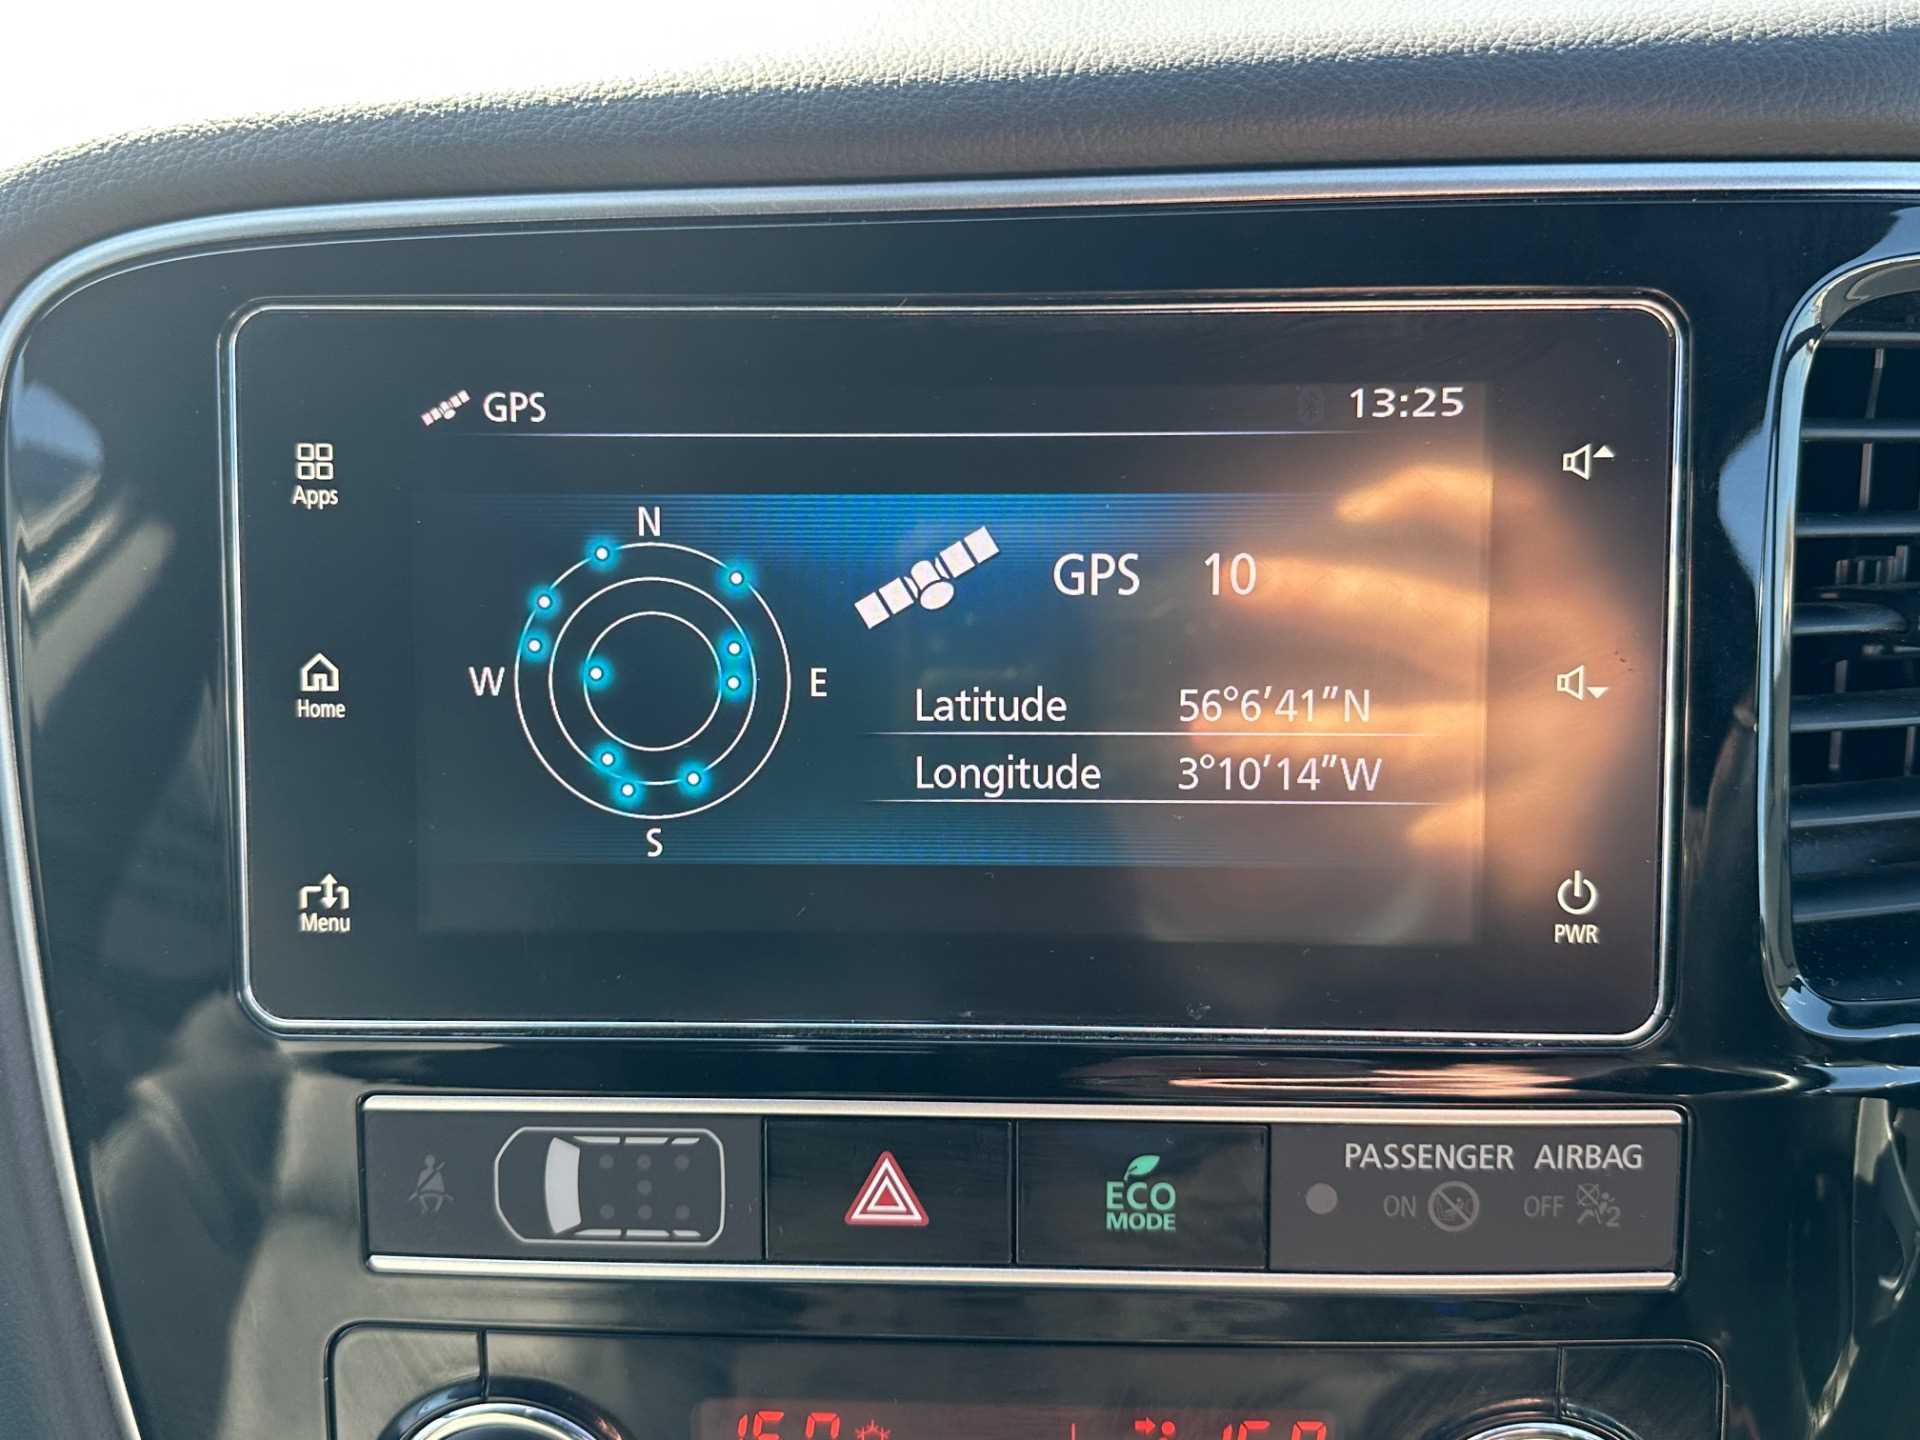 GPS 13:25
Apps
N
GPS 10
W E
Home
Latitude 56°6'41"N
Longitude 3°10'14"W
S
Menu
PWR
ECO
MODE
PASSENGER AIRBAG
ON OFF 2